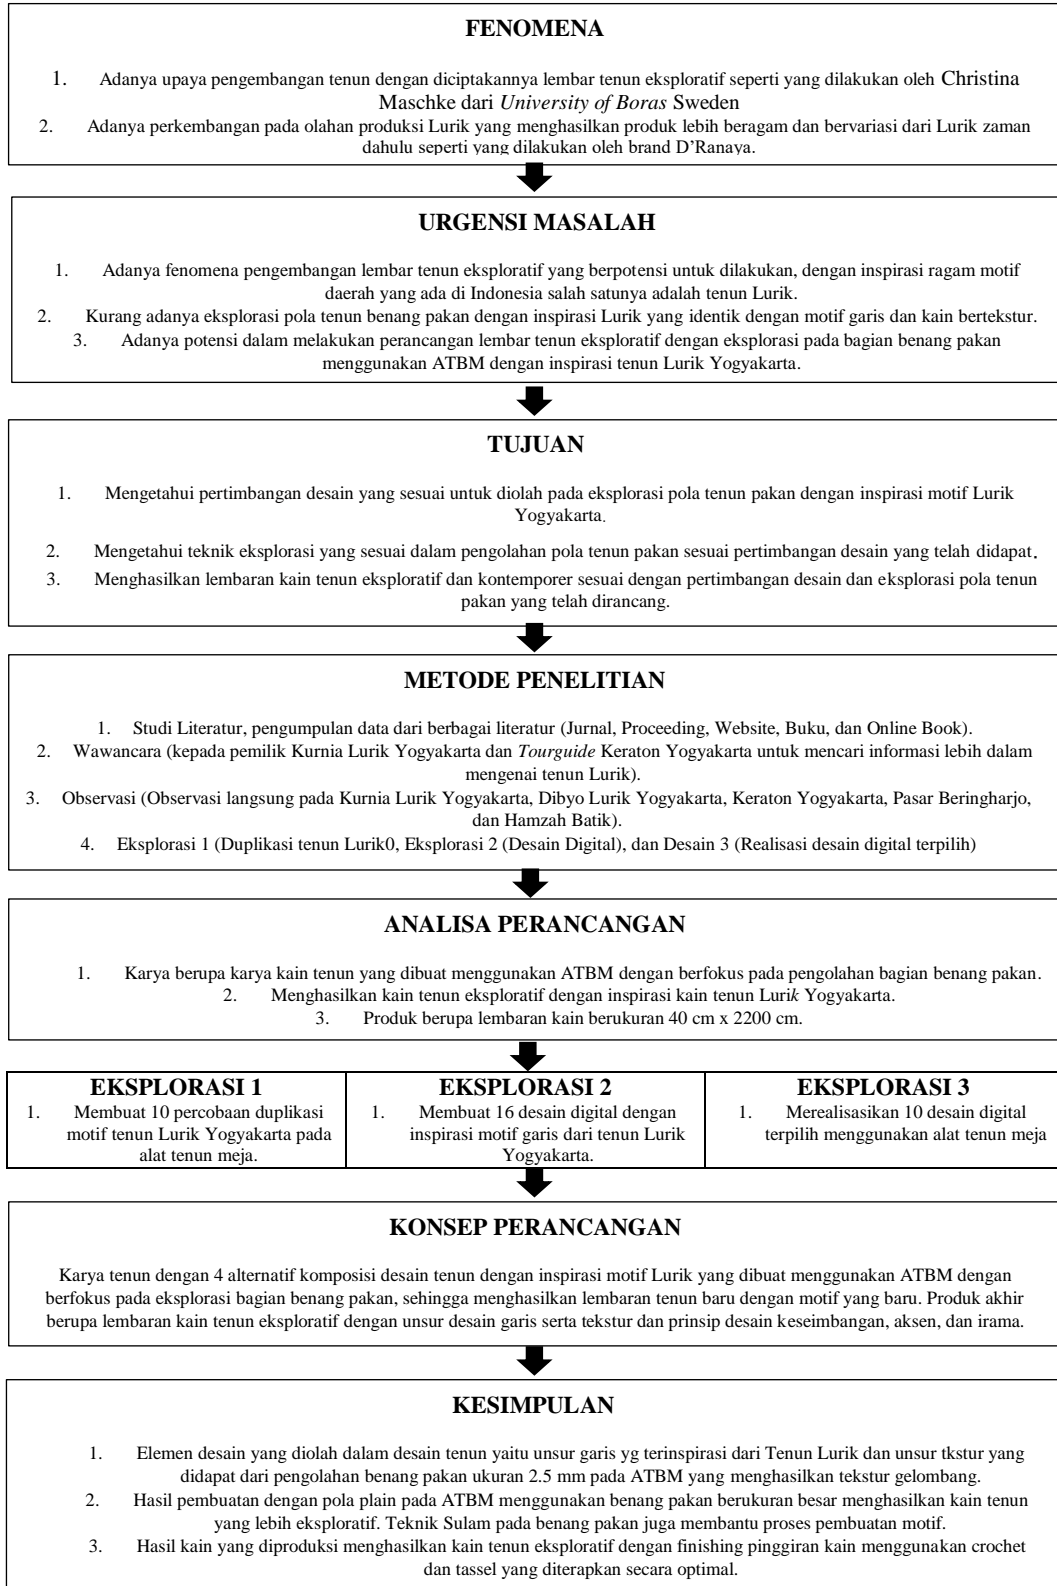 FENOMENA
1. Adanya upaya pengembangan tenun dengan diciptakannya lembar tenun eksploratif seperti yang dilakukan oleh Christina
Maschke dari University of Boras Sweden
2. Adanya perkembangan pada olahan produksi Lurik yang menghasilkan produk lebih beragam dan bervariasi dari Lurik zaman
dahulu seperti yang dilakukan oleh brand D’Ranaya.
URGENSI MASALAH
1. Adanya fenomena pengembangan lembar tenun eksploratif yang berpotensi untuk dilakukan, dengan inspirasi ragam motif
daerah yang ada di Indonesia salah satunya adalah tenun Lurik.
2. Kurang adanya eksplorasi pola tenun benang pakan dengan inspirasi Lurik yang identik dengan motif garis dan kain bertekstur.
3. Adanya potensi dalam melakukan perancangan lembar tenun eksploratif dengan eksplorasi pada bagian benang pakan
menggunakan ATBM dengan inspirasi tenun Lurik Yogyakarta.
TUJUAN
1. Mengetahui pertimbangan desain yang sesuai untuk diolah pada eksplorasi pola tenun pakan dengan inspirasi motif Lurik
Yogyakarta.
2. Mengetahui teknik eksplorasi yang sesuai dalam pengolahan pola tenun pakan sesuai pertimbangan desain yang telah didapat.
3. Menghasilkan lembaran kain tenun eksploratif dan kontemporer sesuai dengan pertimbangan desain dan eksplorasi pola tenun
pakan yang telah dirancang.
METODE PENELITIAN
1. Studi Literatur, pengumpulan data dari berbagai literatur (Jurnal, Proceeding, Website, Buku, dan Online Book).
2. Wawancara (kepada pemilik Kurnia Lurik Yogyakarta dan Tourguide Keraton Yogyakarta untuk mencari informasi lebih dalam
mengenai tenun Lurik).
3. Observasi (Observasi langsung pada Kurnia Lurik Yogyakarta, Dibyo Lurik Yogyakarta, Keraton Yogyakarta, Pasar Beringharjo,
dan Hamzah Batik).
4. Eksplorasi 1 (Duplikasi tenun Lurik0, Eksplorasi 2 (Desain Digital), dan Desain 3 (Realisasi desain digital terpilih)
ANALISA PERANCANGAN
1. Karya berupa karya kain tenun yang dibuat menggunakan ATBM dengan berfokus pada pengolahan bagian benang pakan.
2. Menghasilkan kain tenun eksploratif dengan inspirasi kain tenun Lurik Yogyakarta.
3. Produk berupa lembaran kain berukuran 40 cm x 2200 cm.
EKSPLORASI 1
1. Membuat 10 percobaan duplikasi
motif tenun Lurik Yogyakarta pada
alat tenun meja.
EKSPLORASI 2
1. Membuat 16 desain digital dengan
inspirasi motif garis dari tenun Lurik
Yogyakarta.
EKSPLORASI 3
1. Merealisasikan 10 desain digital
terpilih menggunakan alat tenun meja
KONSEP PERANCANGAN
Karya tenun dengan 4 alternatif komposisi desain tenun dengan inspirasi motif Lurik yang dibuat menggunakan ATBM dengan
berfokus pada eksplorasi bagian benang pakan, sehingga menghasilkan lembaran tenun baru dengan motif yang baru. Produk akhir
berupa lembaran kain tenun eksploratif dengan unsur desain garis serta tekstur dan prinsip desain keseimbangan, aksen, dan irama.
KESIMPULAN
1. Elemen desain yang diolah dalam desain tenun yaitu unsur garis yg terinspirasi dari Tenun Lurik dan unsur tkstur yang
didapat dari pengolahan benang pakan ukuran 2.5 mm pada ATBM yang menghasilkan tekstur gelombang.
2. Hasil pembuatan dengan pola plain pada ATBM menggunakan benang pakan berukuran besar menghasilkan kain tenun
yang lebih eksploratif. Teknik Sulam pada benang pakan juga membantu proses pembuatan motif.
3. Hasil kain yang diproduksi menghasilkan kain tenun eksploratif dengan finishing pinggiran kain menggunakan crochet
dan tassel yang diterapkan secara optimal.